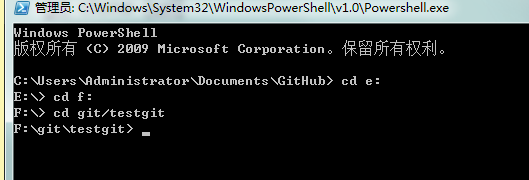 管理员: C:\Windows\System32\WindowsPowerShell\v1.0\Powershell.exe
Windows PowerShell
版权所有 (C) 2009 Microsoft Corporation。保留所有权利。
C:\Users\Administrator\Documents\GitHub> cd e:
E:\> cd f:
F:\> cd git/testgit
F:\git\testgit> _